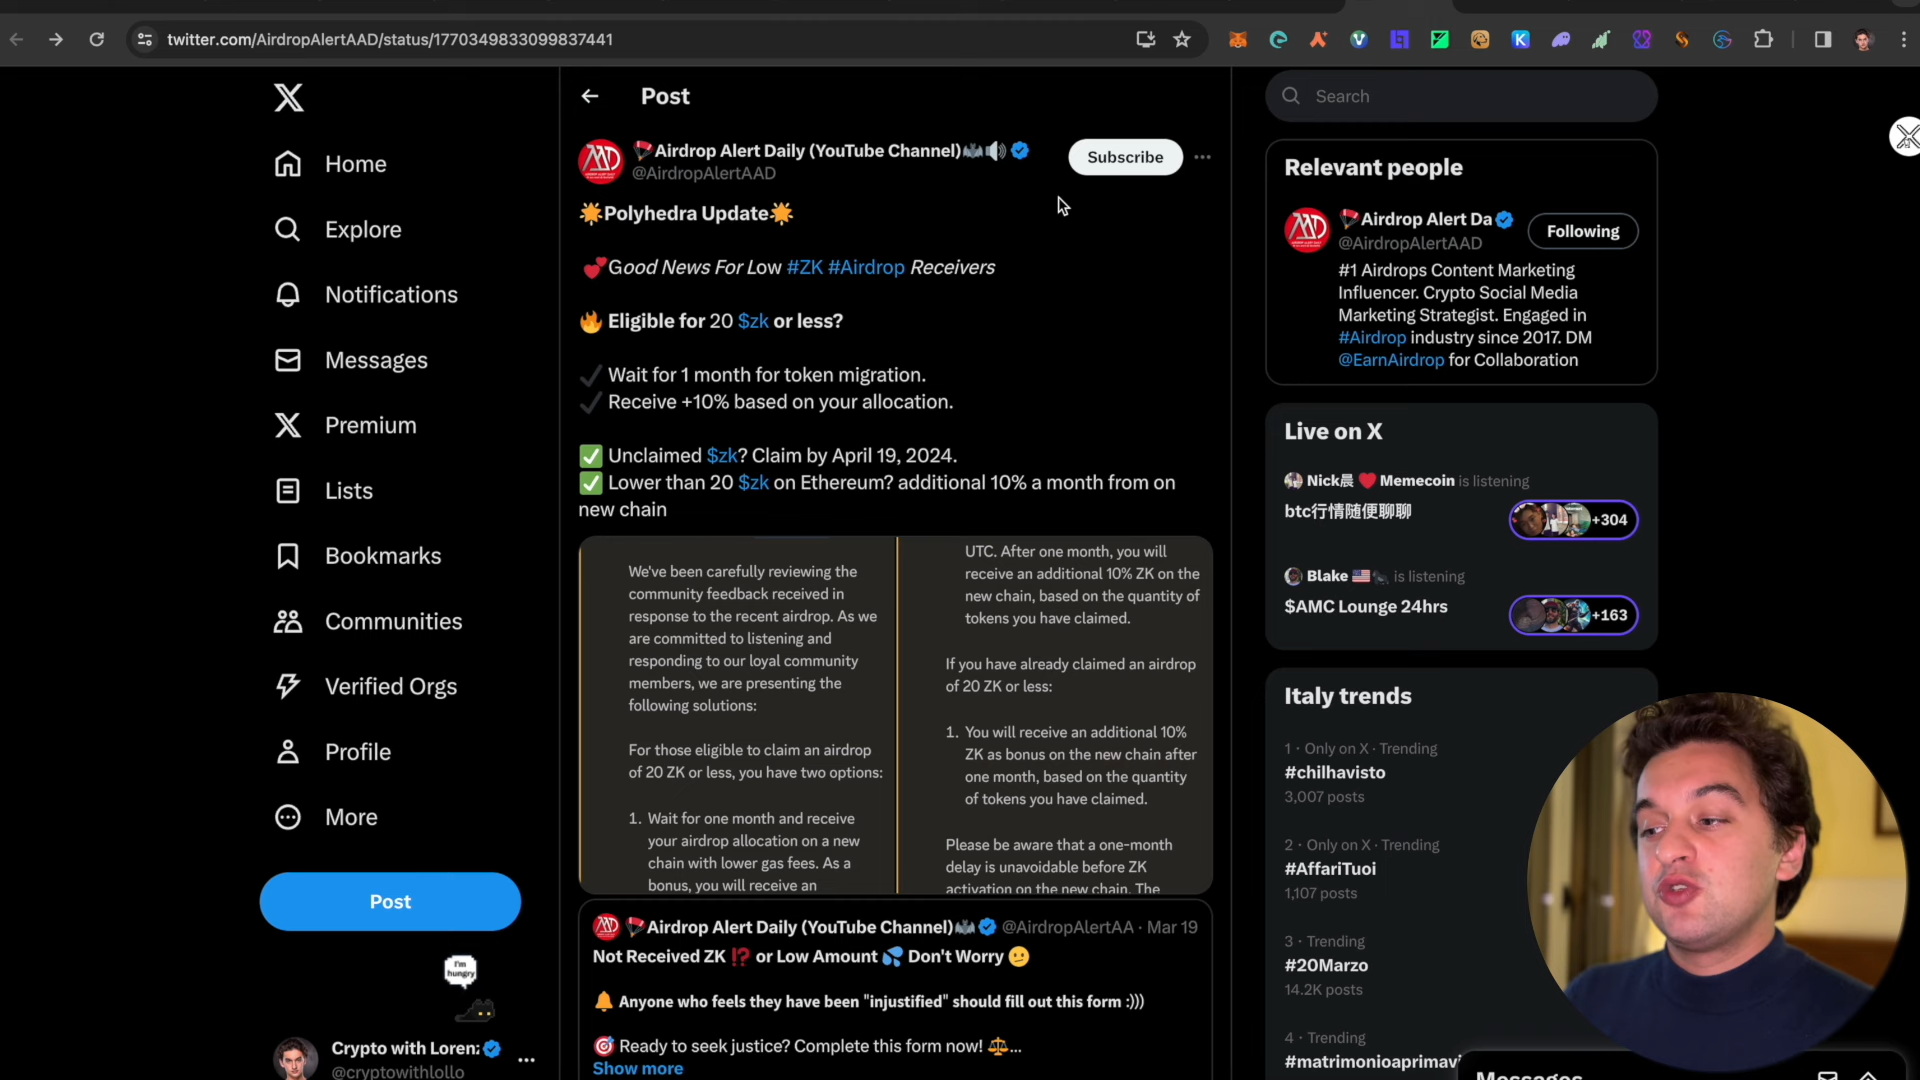 twitter.com/AirdropAlertAAD/status/1770349833099837441
Home
Explore
Notifications
Messages
Premium
Lists
Bookmarks
Communities
Verified Orgs
Profile
More
Post
I'm
hungry
Crypto with Loren
@cryptowithlollo
Post
Airdrop Alert Daily (YouTube Channel)
@AirdropAlertAAD
Subscribe
🌟Polyhedra Update🌟
💕Good News For Low #ZK #Airdrop Receivers
🔥 Eligible for 20 $zk or less?
✔️ Wait for 1 month for token migration.
✔️ Receive +10% based on your allocation.
✅ Unclaimed $zk? Claim by April 19, 2024.
✅ Lower than 20 $zk on Ethereum? additional 10% a month from on
new chain
We've been carefully reviewing the
community feedback received in
response to the recent airdrop. As we
are committed to listening and
responding to our loyal community
members, we are presenting the
following solutions:
For those eligible to claim an airdrop
of 20 ZK or less, you have two options:
1. Wait for one month and receive
your airdrop allocation on a new
chain with lower gas fees. As a
bonus, you will receive an
UTC. After one month, you will
receive an additional 10% ZK on the
new chain, based on the quantity of
tokens you have claimed.
If you have already claimed an airdrop
of 20 ZK or less:
1. You will receive an additional 10%
ZK as bonus on the new chain after
one month, based on the quantity
of tokens you have claimed.
Please be aware that a one-month
delay is unavoidable before ZK
activation on the new chain. The
Airdrop Alert Daily (YouTube Channel) @AirdropAlertAA · Mar 19
Not Received ZK ⁉️ or Low Amount 💦 Don't Worry 🫤
🔔 Anyone who feels they have been "injustified" should fill out this form :)))
🎯 Ready to seek justice? Complete this form now! ⚖️...
Show more
Search
Relevant people
Airdrop Alert Da
@AirdropAlertAAD
Following
#1 Airdrops Content Marketing
Influencer. Crypto Social Media
Marketing Strategist. Engaged in
#Airdrop industry since 2017. DM
@EarnAirdrop for Collaboration
Live on X
Nick晨 ❤️ Memecoin is listening
btc行情随便聊聊
+304
Blake 🇺🇸 is listening
$AMC Lounge 24hrs
+163
Italy trends
1 · Only on X · Trending
#chilhavisto
3,007 posts
2 · Only on X · Trending
#AffariTuoi
1,107 posts
3 · Trending
#20Marzo
14.2K posts
4 · Trending
#matrimonioaprimavi
Messages